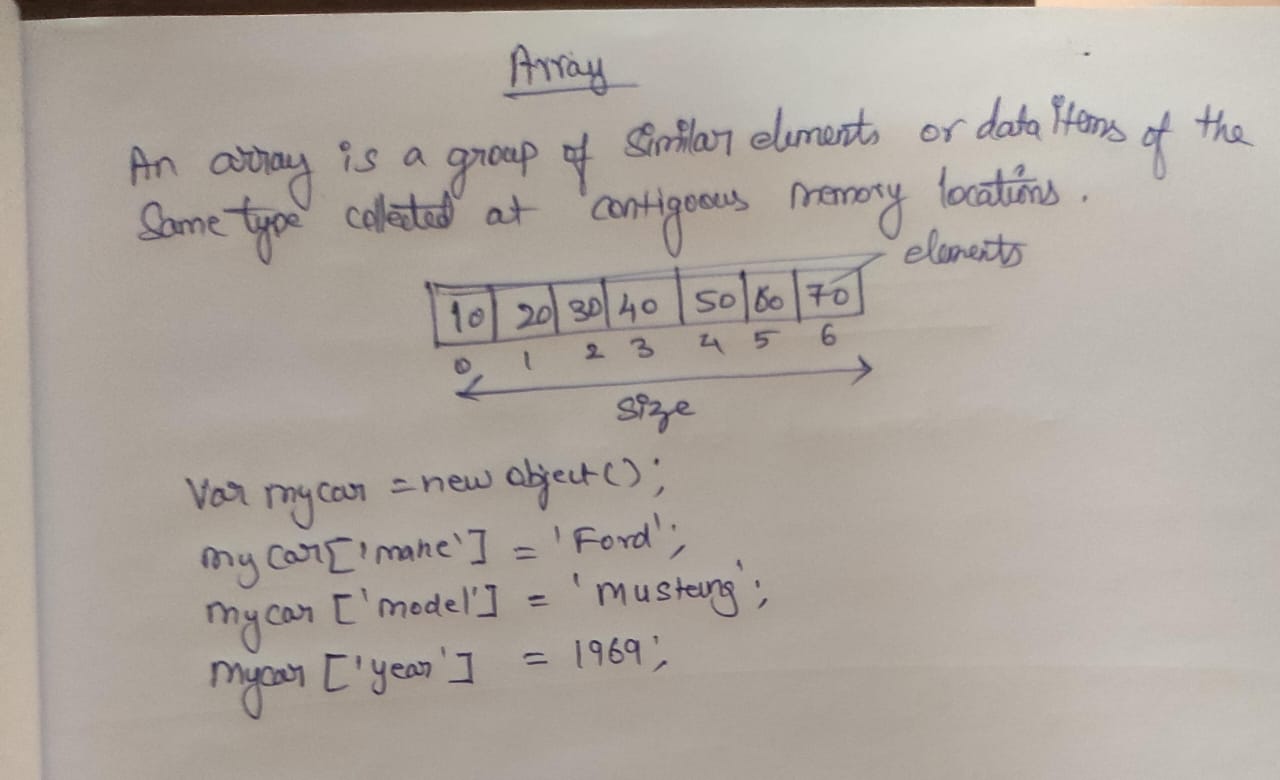 Array
An array is a group of Similar elements or data items of the
Same type collected at contigoous memory locations.
elements
10 20 30 40 50 60 70
0 1 2 3 4 5 6
size
Var mycar = new object();
mycar['mane'] = 'Ford';
mycar ['model'] = 'musteing';
mycar ['year'] = 1969;